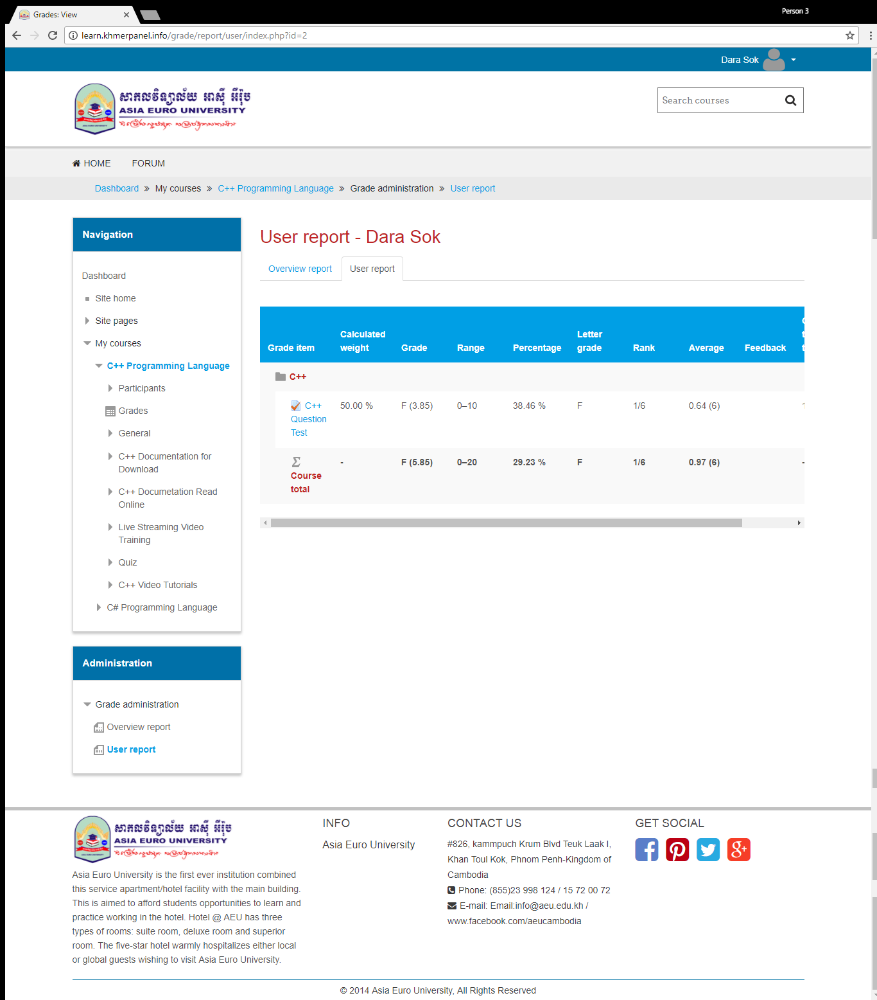 Grades: View
Person 3
learn.khmerpanel.info/grade/report/user/index.php?id=2
Dara Sok
សាកលវិទ្យាល័យ អាស៊ី អឺរ៉ុប
ASIA EURO UNIVERSITY
Search courses
HOME FORUM
Dashboard » My courses » C++ Programming Language » Grade administration » User report
Navigation
Dashboard
Site home
Site pages
My courses
C++ Programming Language
Participants
Grades
General
C++ Documentation for
Download
C++ Documetation Read
Online
Live Streaming Video
Training
Quiz
C++ Video Tutorials
C# Programming Language
Administration
Grade administration
Overview report
User report
User report - Dara Sok
Overview report User report
Calculated Letter
Grade item weight Grade Range Percentage grade Rank Average Feedback
C++
C++ 50.00 % F (3.85) 0–10 38.46 % F 1/6 0.64 (6)
Question
Test
Σ - F (5.85) 0–20 29.23 % F 1/6 0.97 (6) -
Course
total
សាកលវិទ្យាល័យ អាស៊ី អឺរ៉ុប
ASIA EURO UNIVERSITY
Asia Euro University is the first ever institution combined
this service apartment/hotel facility with the main building.
This is aimed to afford students opportunities to learn and
practice working in the hotel. Hotel @ AEU has three
types of rooms: suite room, deluxe room and superior
room. The five-star hotel warmly hospitalizes either local
or global guests wishing to visit Asia Euro University.
INFO
Asia Euro University
CONTACT US
#826, kammpuch Krum Blvd Teuk Laak I,
Khan Toul Kok, Phnom Penh-Kingdom of
Cambodia
Phone: (855)23 998 124 / 15 72 00 72
E-mail: Email:info@aeu.edu.kh /
www.facebook.com/aeucambodia
GET SOCIAL
© 2014 Asia Euro University, All Rights Reserved